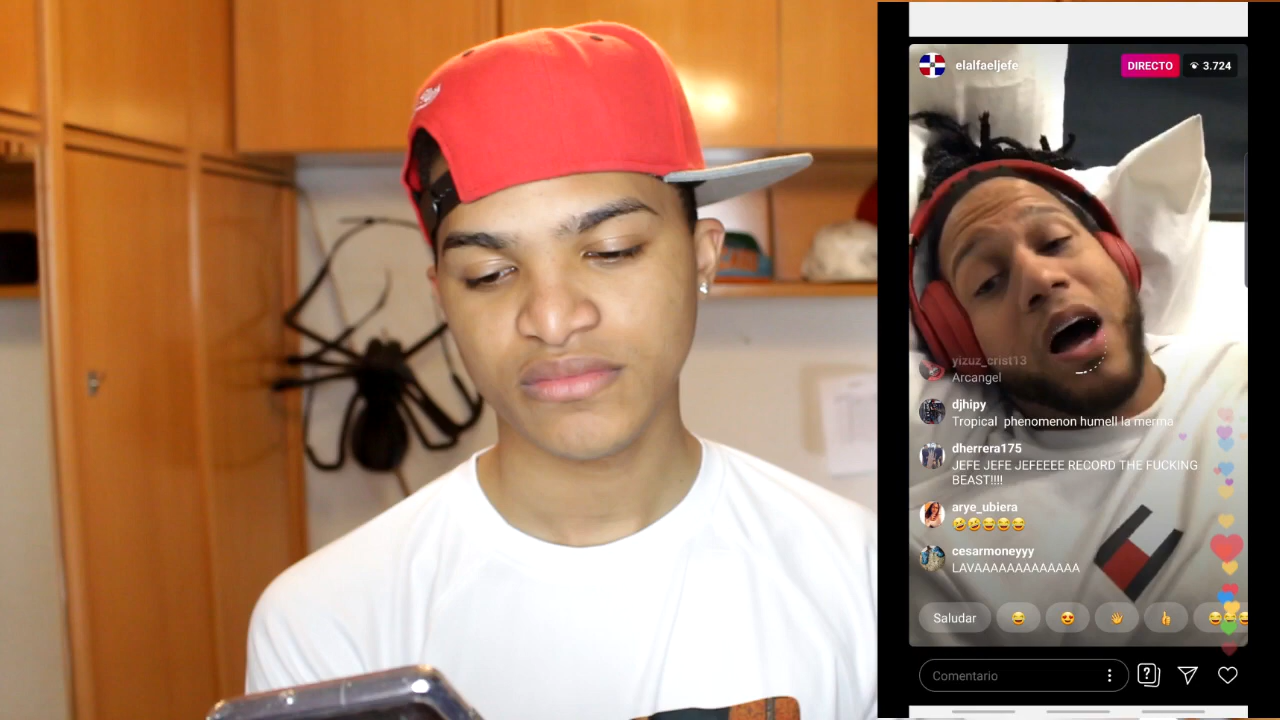 elalfaeljefe
DIRECTO
3.724
yizuz_crist13
Arcangel
djhipy
Tropical phenomenon humell la merma
dherrera175
JEFE JEFE JEFEEEE RECORD THE FUCKING
BEAST!!!!
arye_ubiera
🤣🤣😂😂😂
cesarmoneyyy
LAVAAAAAAAAAAAAA
Saludar
Comentario